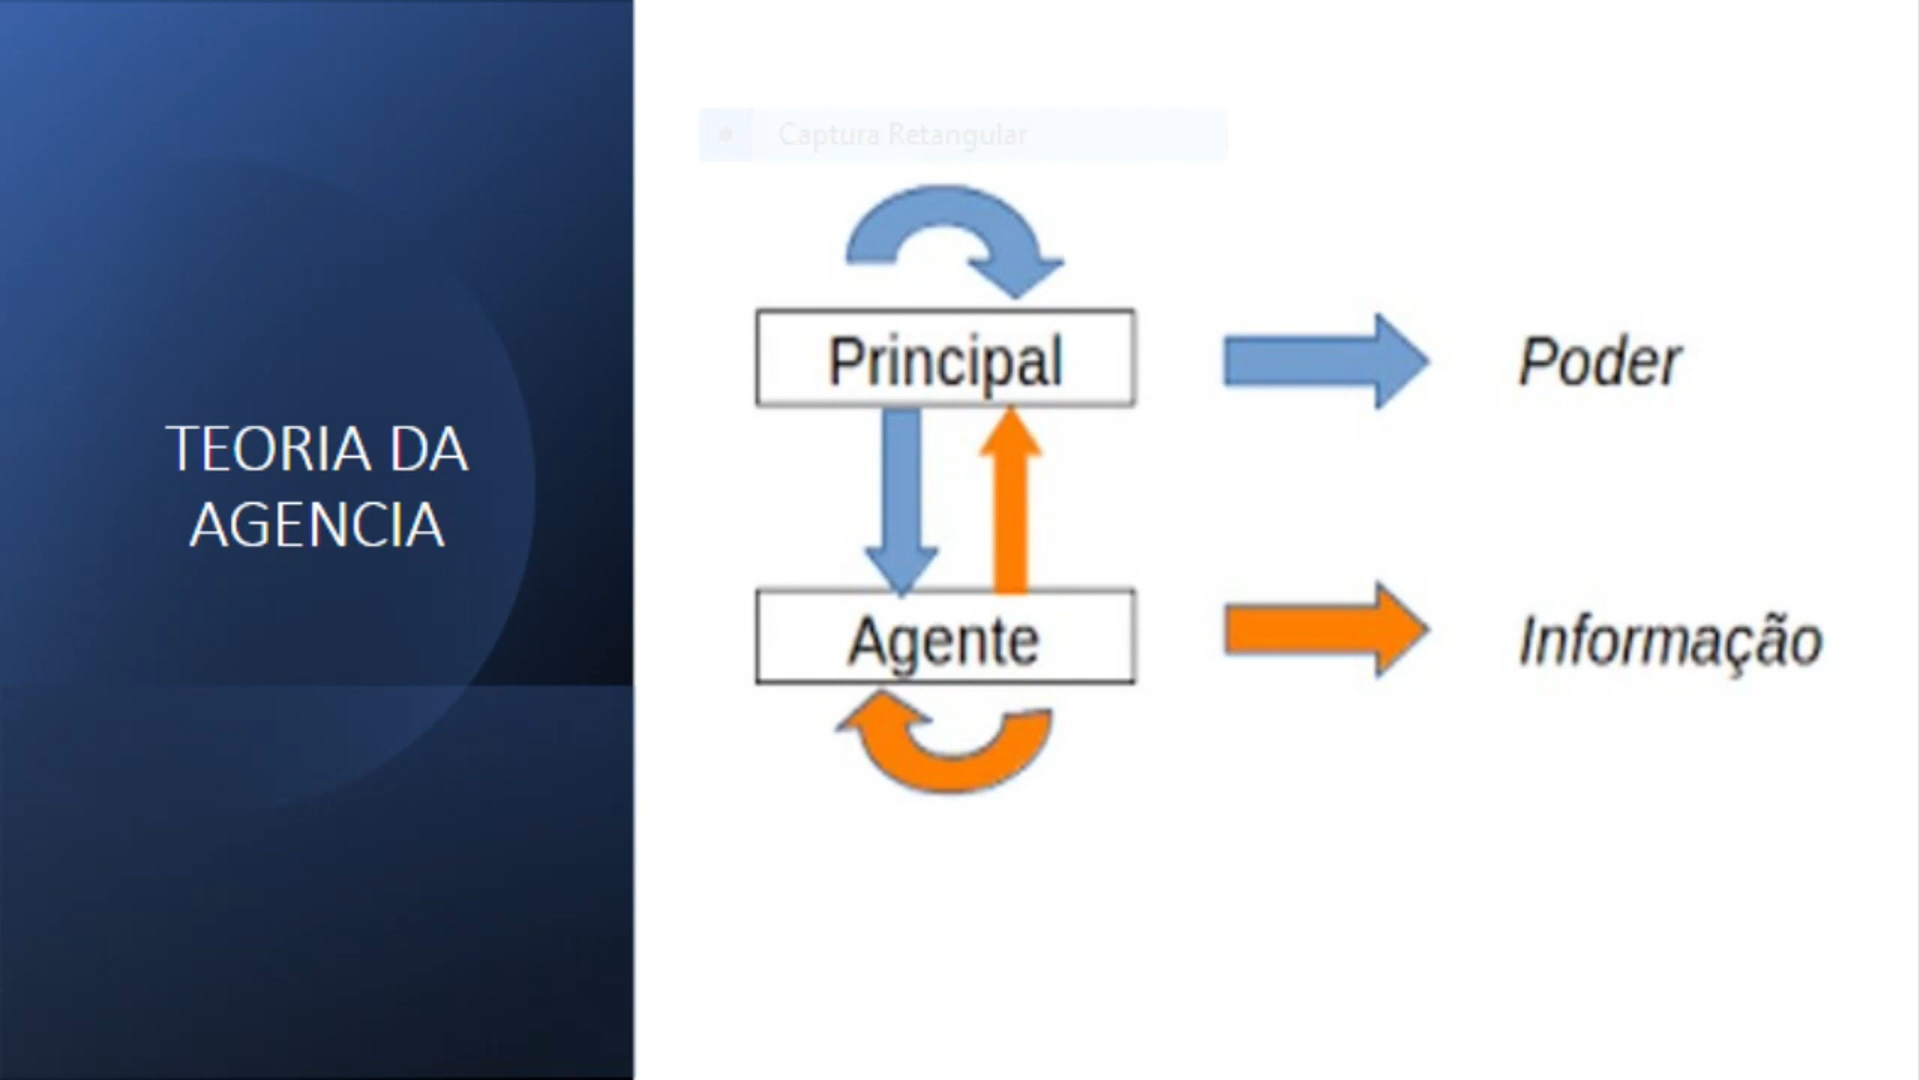 TEORIA DA
AGENCIA
Captura Retangular
Principal
Poder
Agente
Informação